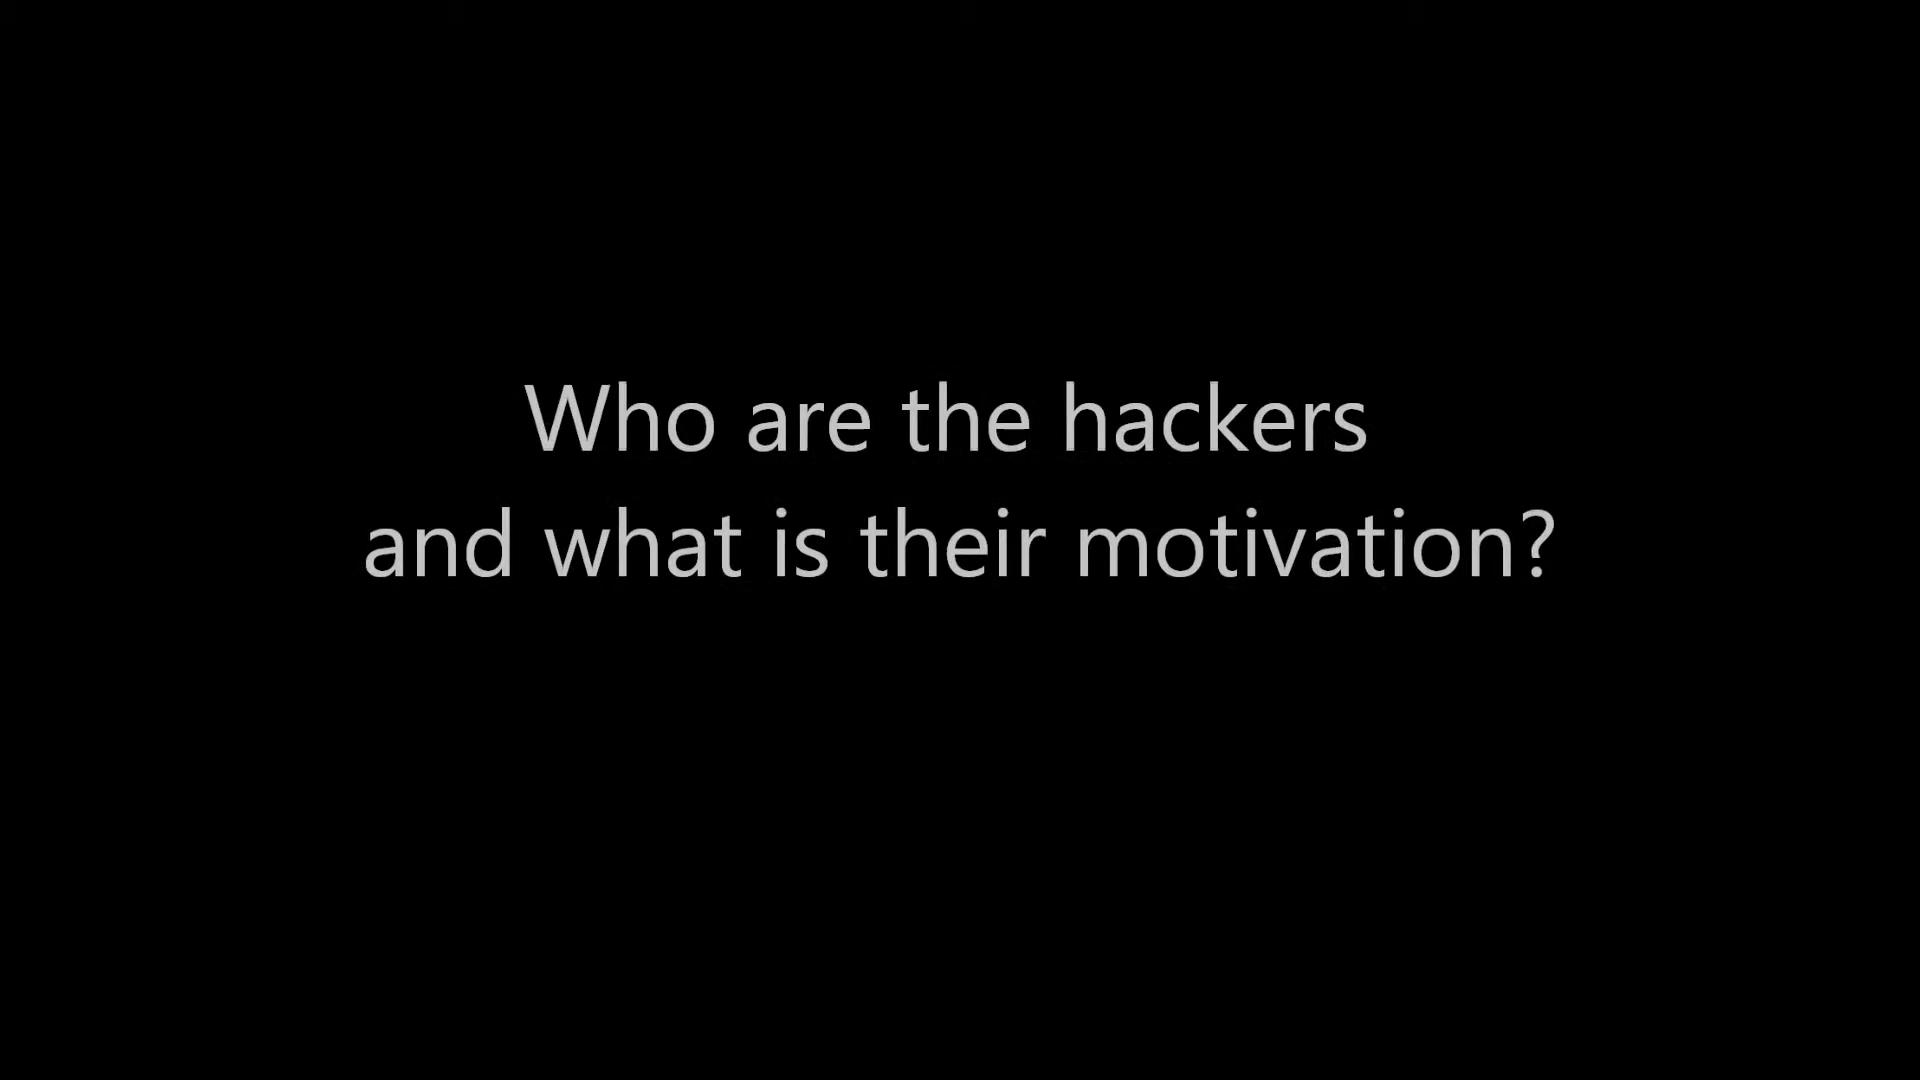 Who are the hackers
and what is their motivation?